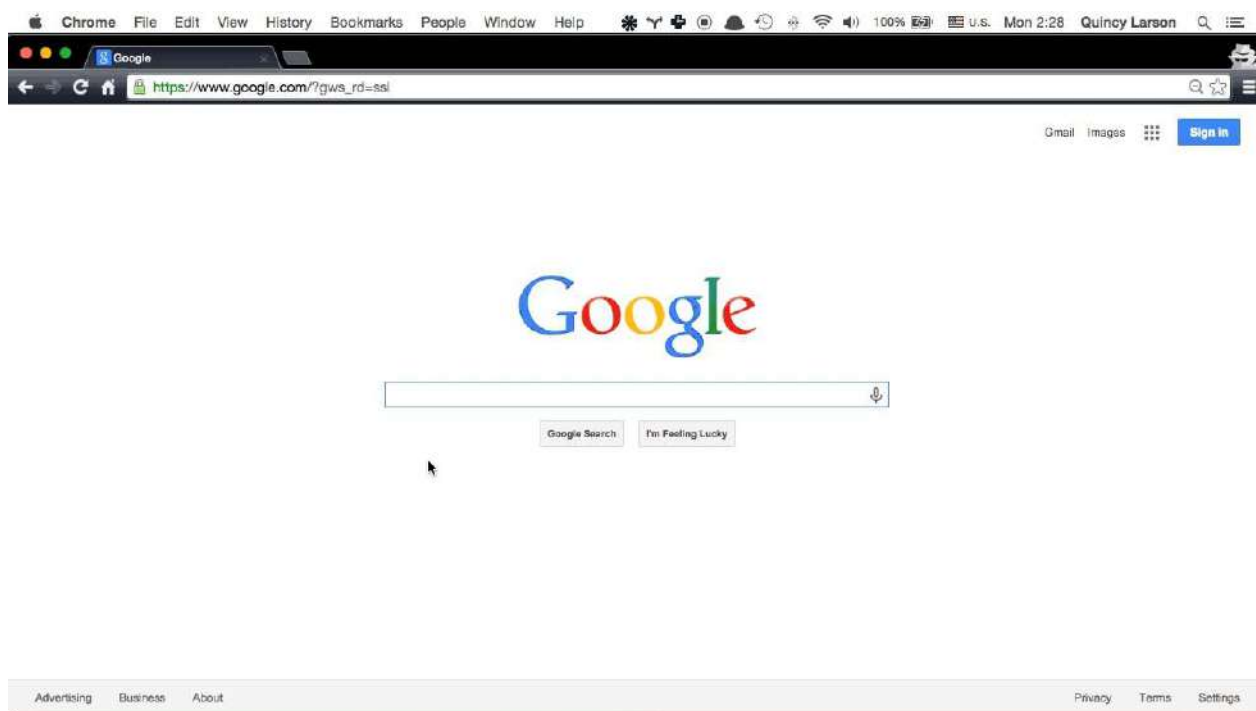 Chrome File Edit View History Bookmarks People Window Help 100% U.S. Mon 2:28 Quincy Larson
Google
https://www.google.com/?gws_rd=ssl
Gmail Images Sign in
Google
Google Search I'm Feeling Lucky
Advertising Business About Privacy Terms Settings